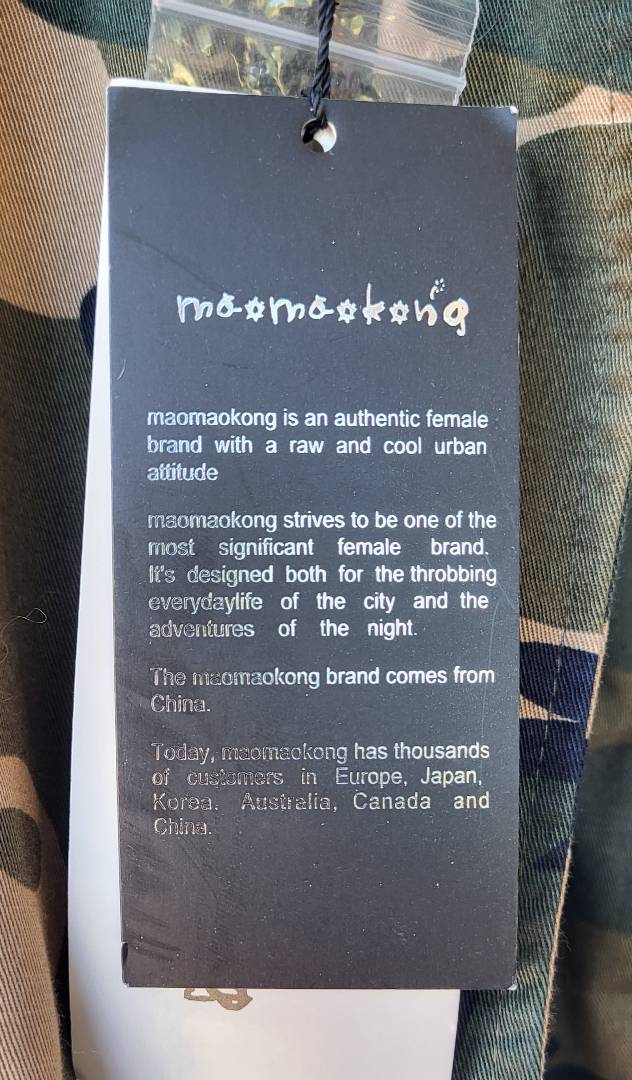 maomaokong
maomaokong is an authentic female
brand with a raw and cool urban
attitude
maomaokong strives to be one of the
most significant female brand.
It's designed both for the throbbing
everydaylife of the city and the
adventures of the night.
The maomaokong brand comes from
China.
Today, maomaokong has thousands
of customers in Europe, Japan,
Korea. Australia, Canada and
China.